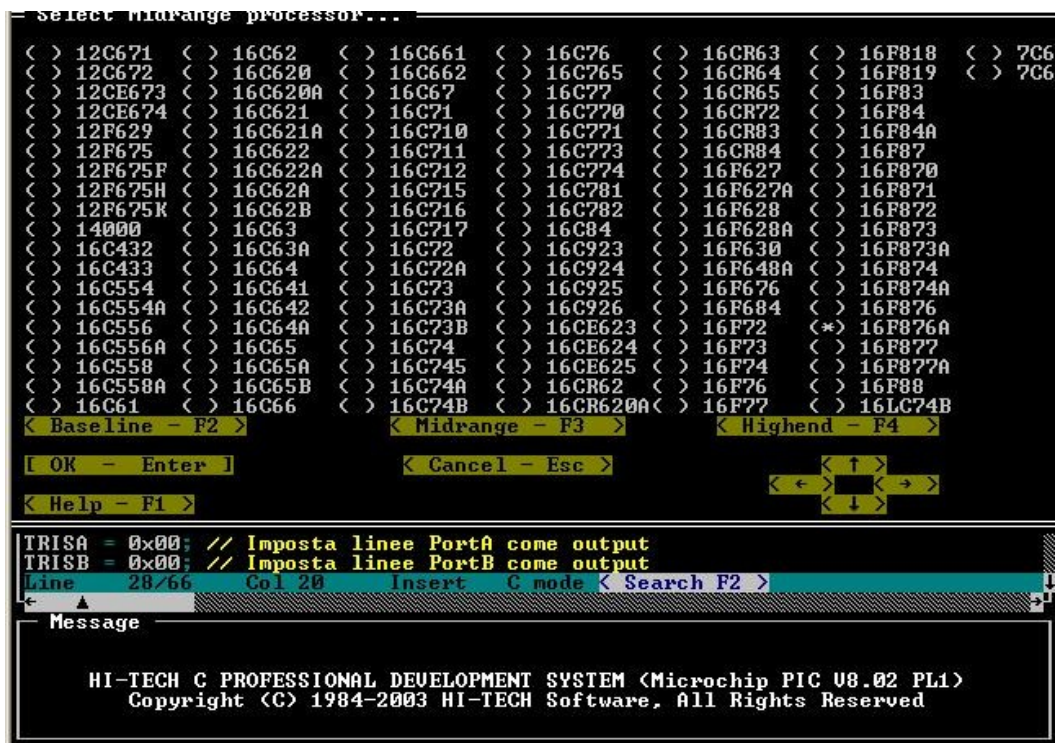 Select Midrange processor...
( ) 12C671 ( ) 16C62 ( ) 16C661 ( ) 16C76 ( ) 16CR63 ( ) 16F818 ( ) 7C6
( ) 12C672 ( ) 16C620 ( ) 16C662 ( ) 16C765 ( ) 16CR64 ( ) 16F819 ( ) 7C6
( ) 12CE673 ( ) 16C620A ( ) 16C67 ( ) 16C77 ( ) 16CR65 ( ) 16F83
( ) 12CE674 ( ) 16C621 ( ) 16C71 ( ) 16C770 ( ) 16CR72 ( ) 16F84
( ) 12F629 ( ) 16C621A ( ) 16C710 ( ) 16C771 ( ) 16CR83 ( ) 16F84A
( ) 12F675 ( ) 16C622 ( ) 16C711 ( ) 16C773 ( ) 16CR84 ( ) 16F87
( ) 12F675F ( ) 16C622A ( ) 16C712 ( ) 16C774 ( ) 16F627 ( ) 16F870
( ) 12F675H ( ) 16C62A ( ) 16C715 ( ) 16C781 ( ) 16F627A ( ) 16F871
( ) 12F675K ( ) 16C62B ( ) 16C716 ( ) 16C782 ( ) 16F628 ( ) 16F872
( ) 14000 ( ) 16C63 ( ) 16C717 ( ) 16C84 ( ) 16F628A ( ) 16F873
( ) 16C432 ( ) 16C63A ( ) 16C72 ( ) 16C923 ( ) 16F630 ( ) 16F873A
( ) 16C433 ( ) 16C64 ( ) 16C72A ( ) 16C924 ( ) 16F648A ( ) 16F874
( ) 16C554 ( ) 16C641 ( ) 16C73 ( ) 16C925 ( ) 16F676 ( ) 16F874A
( ) 16C554A ( ) 16C642 ( ) 16C73A ( ) 16C926 ( ) 16F684 ( ) 16F876
( ) 16C556 ( ) 16C64A ( ) 16C73B ( ) 16CE623 ( ) 16F72 (*) 16F876A
( ) 16C556A ( ) 16C65 ( ) 16C74 ( ) 16CE624 ( ) 16F73 ( ) 16F877
( ) 16C558 ( ) 16C65A ( ) 16C745 ( ) 16CE625 ( ) 16F74 ( ) 16F877A
( ) 16C558A ( ) 16C65B ( ) 16C74A ( ) 16CR62 ( ) 16F76 ( ) 16F88
( ) 16C61 ( ) 16C66 ( ) 16C74B ( ) 16CR620A( ) 16F77 ( ) 16LC74B
< Baseline - F2 > < Midrange - F3 > < Highend - F4 >
[ OK - Enter ] < Cancel - Esc > < ↑ >
< ← > < → >
< Help - F1 > < ↓ >
TRISA = 0x00; // Imposta linee PortA come output
TRISB = 0x00; // Imposta linee PortB come output
Line 28/66 Col 20 Insert C mode < Search F2 >
Message
HI-TECH C PROFESSIONAL DEVELOPMENT SYSTEM (Microchip PIC V8.02 PL1)
Copyright (C) 1984-2003 HI-TECH Software, All Rights Reserved